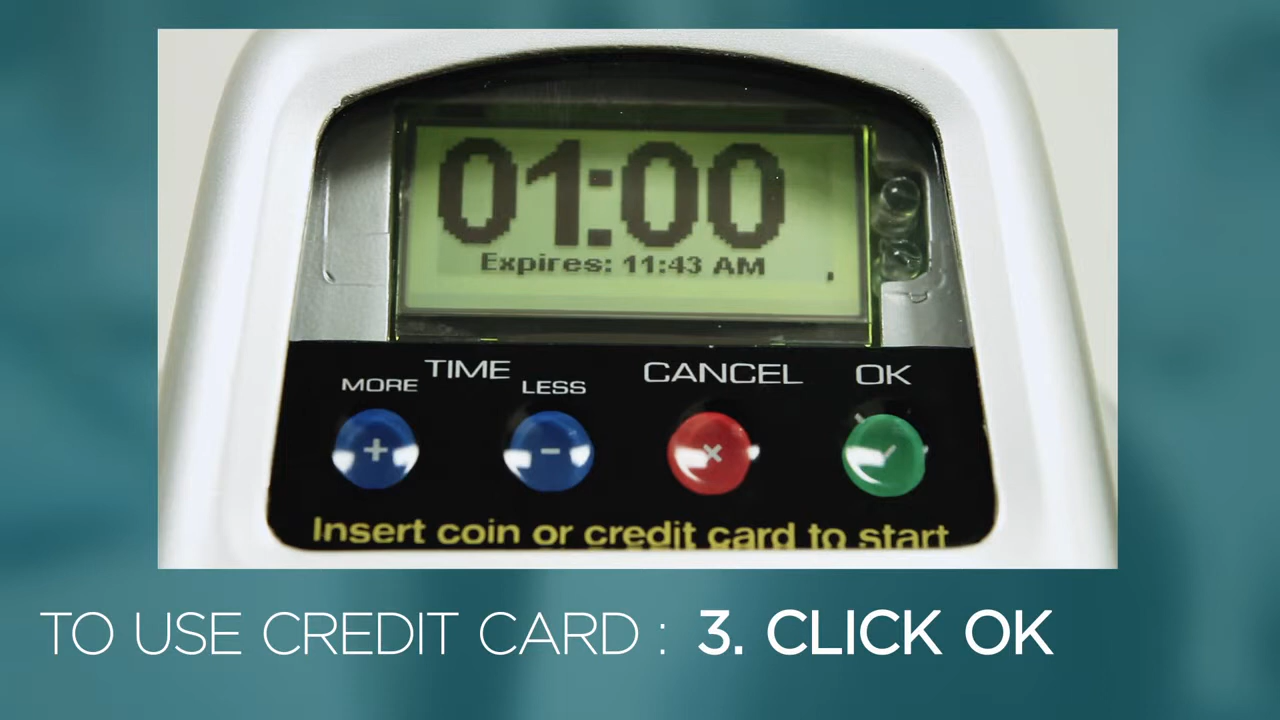 01:00
Expires: 11:43 AM
TIME
MORE
LESS
CANCEL
OK
+
-
×
✓
Insert coin or credit card to start
TO USE CREDIT CARD : 3. CLICK OK